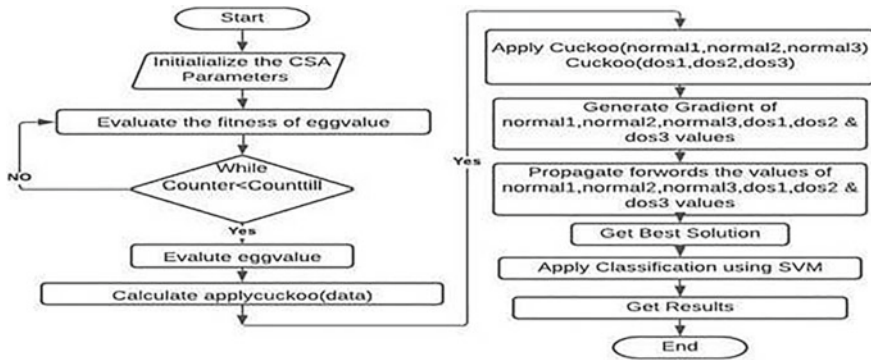 Start
Initialialize the CSA
Parameters
Evaluate the fitness of eggvalue
While
Counter<Counttill
NO
Yes
Evalute eggvalue
Calculate applycuckoo(data)
Yes
Apply Cuckoo(normal1,normal2,normal3)
Cuckoo(dos1,dos2,dos3)
Generate Gradient of
normal1,normal2,normal3,dos1,dos2 &
dos3 values
Propagate forwords the values of
normal1,normal2,normal3,dos1,dos2 &
dos3 values
Get Best Solution
Apply Classification using SVM
Get Results
End